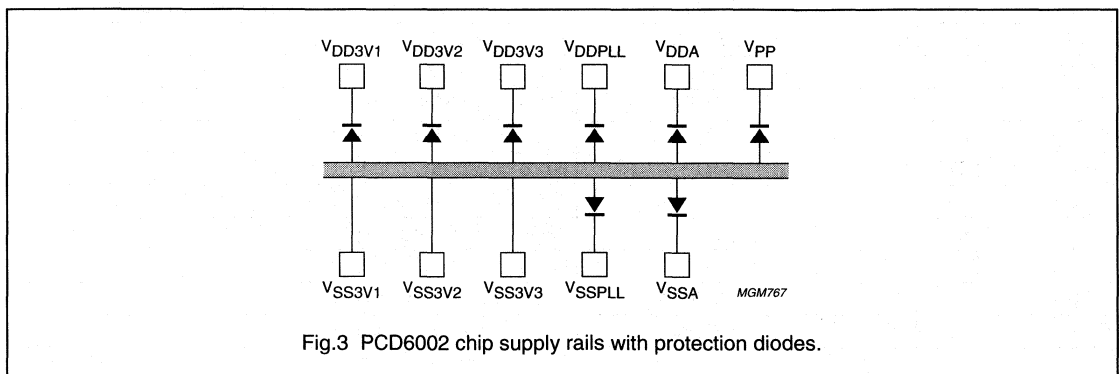 VDD3V1 VDD3V2 VDD3V3 VDDPLL VDDA VPP
VSS3V1 VSS3V2 VSS3V3 VSSPLL VSSA MGM767
Fig.3 PCD6002 chip supply rails with protection diodes.